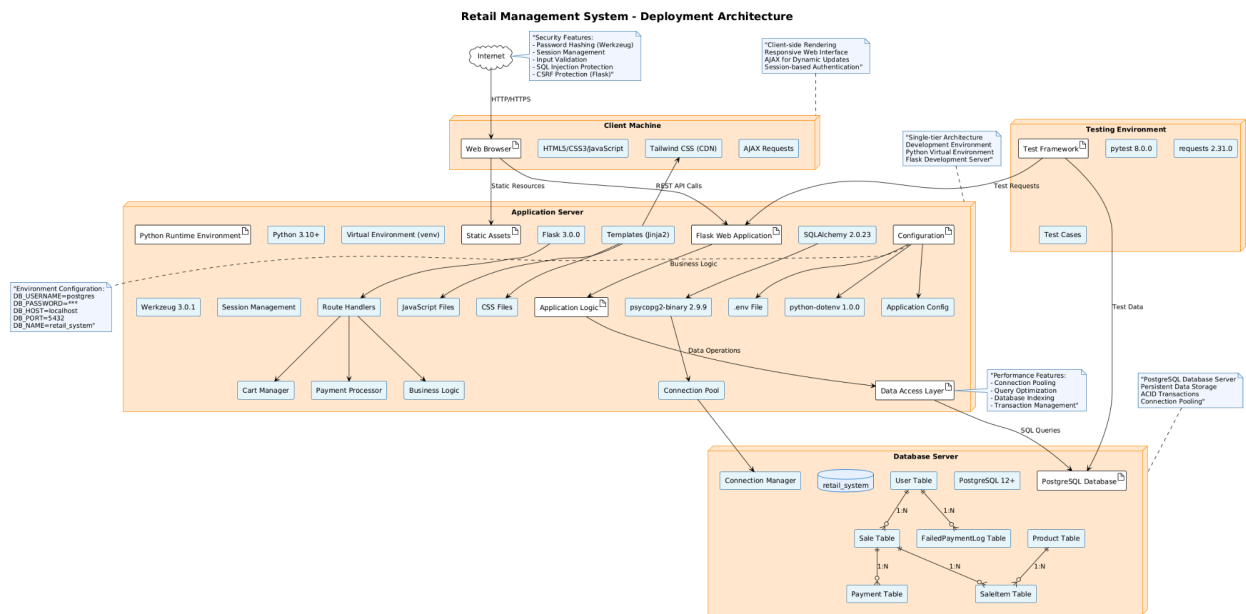 Retail Management System - Deployment Architecture
Internet
"Security Features:
- Password Hashing (Werkzeug)
- Session Management
- Input Validation
- SQL Injection Protection
- CSRF Protection (Flask)"
"Client-side Rendering
Responsive Web Interface
AJAX for Dynamic Updates
Session-based Authentication"
HTTP/HTTPS
Client Machine
Web Browser
HTML5/CSS3/JavaScript
Tailwind CSS (CDN)
AJAX Requests
"Single-tier Architecture
Development Environment
Python Virtual Environment
Flask Development Server"
Testing Environment
Test Framework
pytest 8.0.0
requests 2.31.0
Test Cases
Static Resources
REST API Calls
Test Requests
Application Server
Python Runtime Environment
Python 3.10+
Virtual Environment (venv)
Static Assets
Flask 3.0.0
Templates (Jinja2)
Flask Web Application
SQLAlchemy 2.0.23
Configuration
Business Logic
"Environment Configuration:
DB_USERNAME=postgres
DB_PASSWORD=***
DB_HOST=localhost
DB_PORT=5432
DB_NAME=retail_system"
Werkzeug 3.0.1
Session Management
Route Handlers
JavaScript Files
CSS Files
Application Logic
psycopg2-binary 2.9.9
.env File
python-dotenv 1.0.0
Application Config
Test Data
Data Operations
Cart Manager
Payment Processor
Business Logic
Connection Pool
Data Access Layer
"Performance Features:
- Connection Pooling
- Query Optimization
- Database Indexing
- Transaction Management"
"PostgreSQL Database Server
Persistent Data Storage
ACID Transactions
Connection Pooling"
SQL Queries
Database Server
Connection Manager
retail_system
User Table
PostgreSQL 12+
PostgreSQL Database
1:N
1:N
Sale Table
FailedPaymentLog Table
Product Table
1:N
1:N
1:N
Payment Table
SaleItem Table